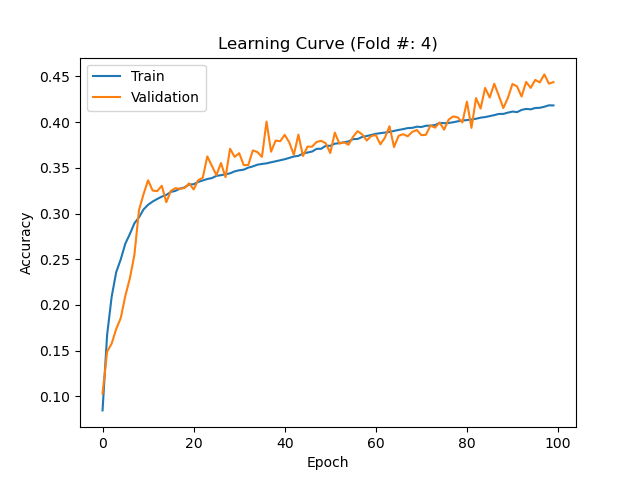 Learning Curve (Fold #: 4)
Train
Validation
0.45
0.40
0.35
0.30
0.25
0.20
0.15
0.10
Accuracy
0 20 40 60 80 100
Epoch